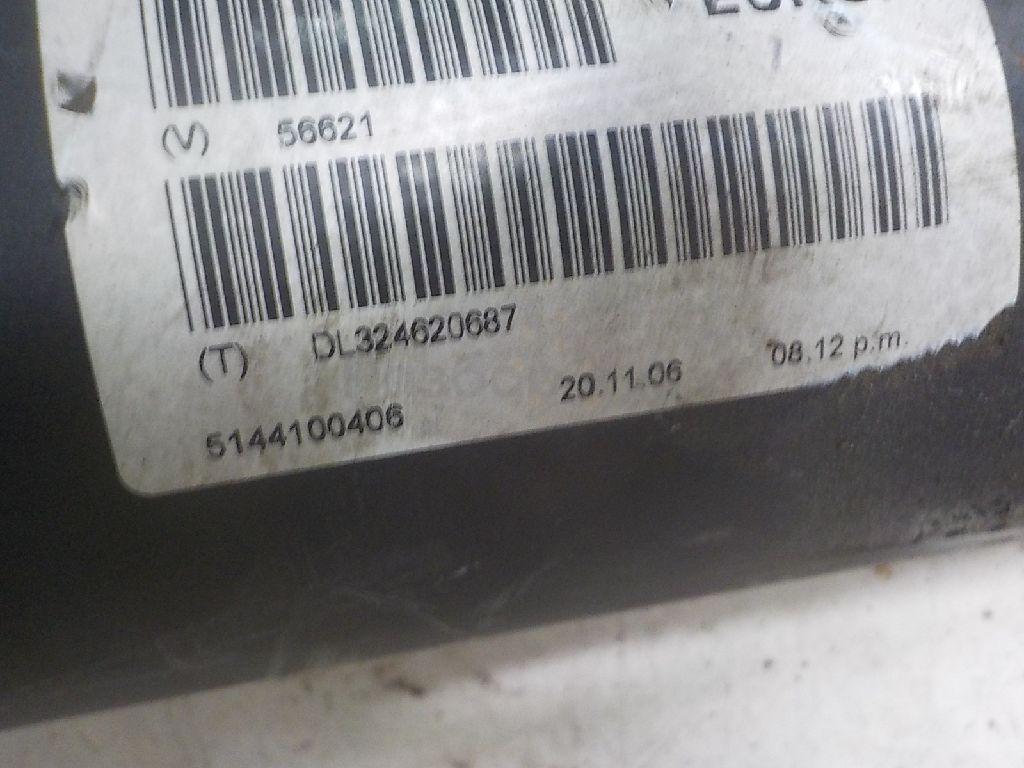 (V) 56621
(T) DL324620687
5144100406 20.11.06 08.12 p.m.